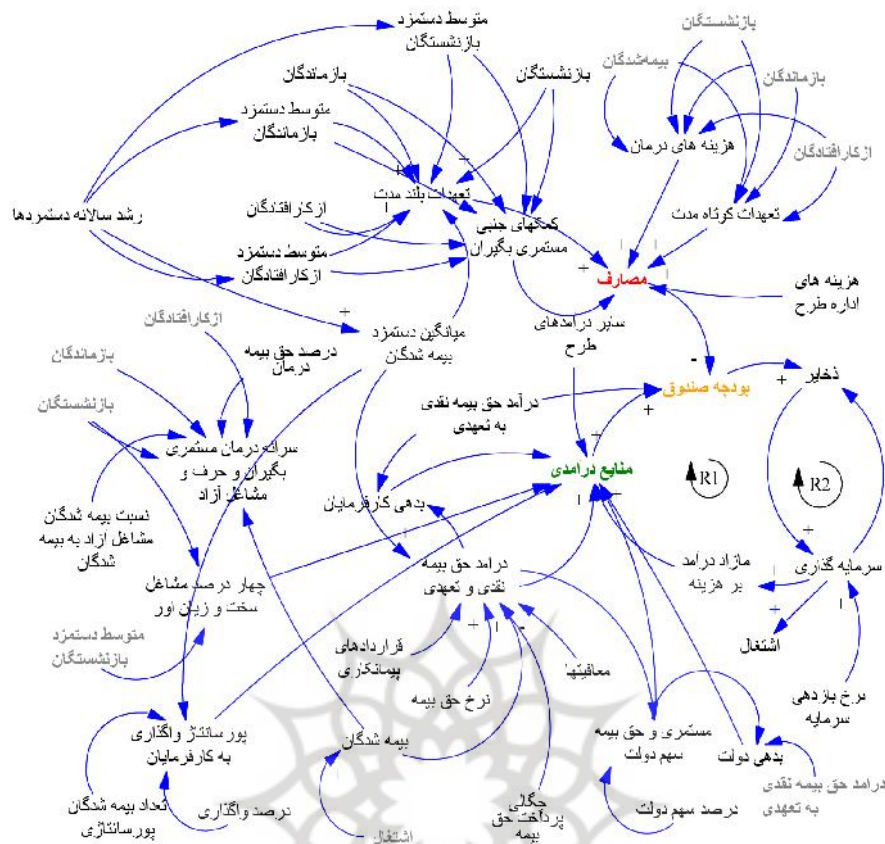 متوسط دستمزد
بازنشستگان
بازنشستگان
بیمه‌شدگان
بازماندگان
بازماندگان
بازنشستگان
متوسط دستمزد
بازماندگان
هزینه های درمان
ازکارافتادگان
رشد سالانه دستمزدها
تعهدات بلند مدت
ازکارافتادگان
کمکهای جنبی
مستمری بگیران
تعهدات کوتاه مدت
متوسط دستمزد
ازکارافتادگان
مصارف
هزینه های
اداره طرح
ازکارافتادگان
میانگین دستمزد
بیمه شدگان
سایر درآمدهای
طرح
بازماندگان
درصد حق بیمه
درمان
بازنشستگان
درآمد حق بیمه نقدی
به تعهدی
بودجه صندوق
ذخایر
سرانه درمان مستمری
بگیران و حرف و
مشاغل آزاد
منابع درامدی
بدهی کارفرمایان
R1
R2
نسبت بیمه شدگان
مشاغل آزاد به بیمه
شدگان
درامد حق بیمه
نقدی و تعهدی
مازاد درآمد
بر هزینه
سرمایه گذاری
چهار درصد مشاغل
سخت و زیان اور
اشتغال
متوسط دستمزد
بازنشستگان
قراردادهای
پیمانکاری
معافیتها
نرخ حق بیمه
نرخ بازدهی
سرمایه
پورسانتاژ واگذاری
به کارفرمایان
بیمه شدگان
مستمری و حق بیمه
سهم دولت
بدهی دولت
تعداد بیمه شدگان
پورسانتاژی
درصد واگذاری
اشتغال
چگالی
پرداخت حق
بیمه
درصد سهم دولت
درامد حق بیمه نقدی
به تعهدی